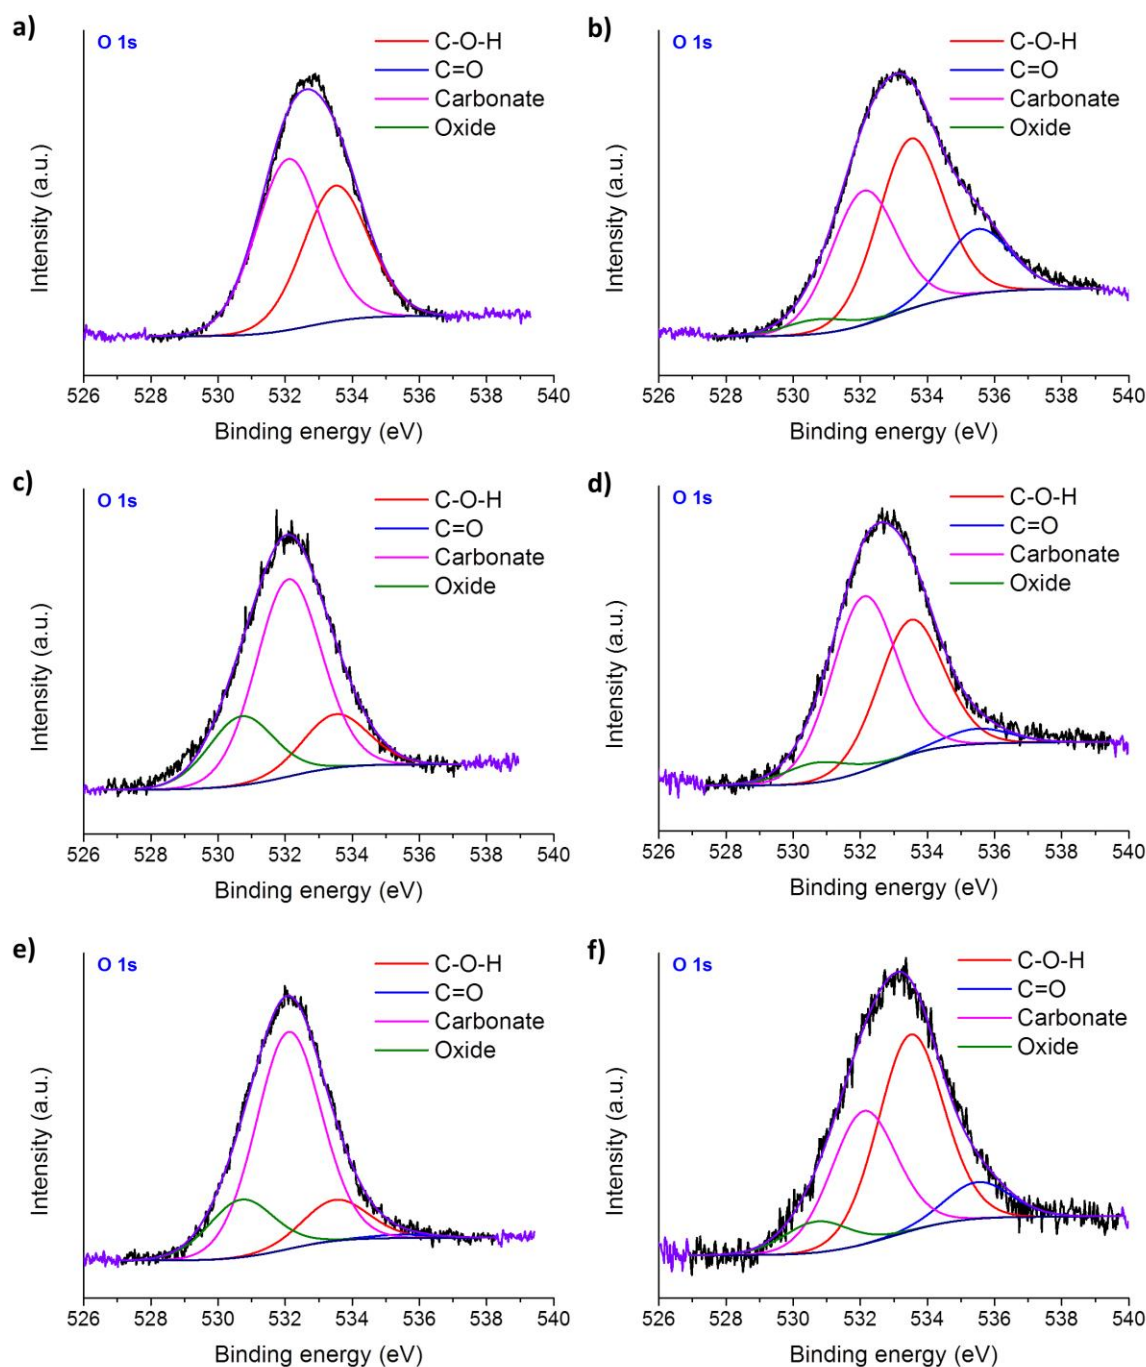 a)
O 1s
C-O-H
C=O
Carbonate
Oxide
Intensity (a.u.)
526 528 530 532 534 536 538 540
Binding energy (eV)
b)
O 1s
C-O-H
C=O
Carbonate
Oxide
Intensity (a.u.)
526 528 530 532 534 536 538 540
Binding energy (eV)
c)
O 1s
C-O-H
C=O
Carbonate
Oxide
Intensity (a.u.)
526 528 530 532 534 536 538 540
Binding energy (eV)
d)
O 1s
C-O-H
C=O
Carbonate
Oxide
Intensity (a.u.)
526 528 530 532 534 536 538 540
Binding energy (eV)
e)
O 1s
C-O-H
C=O
Carbonate
Oxide
Intensity (a.u.)
526 528 530 532 534 536 538 540
Binding energy (eV)
f)
O 1s
C-O-H
C=O
Carbonate
Oxide
Intensity (a.u.)
526 528 530 532 534 536 538 540
Binding energy (eV)